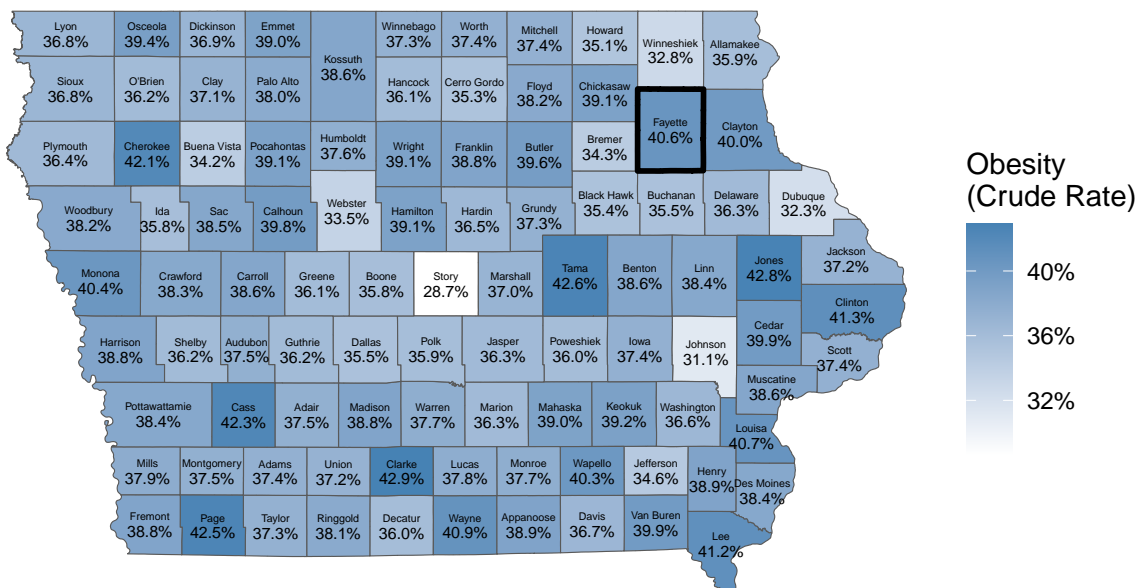 Lyon
36.8%
Osceola
39.4%
Dickinson
36.9%
Emmet
39.0%
Winnebago
37.3%
Worth
37.4%
Mitchell
37.4%
Howard
35.1%
Winneshiek
32.8%
Allamakee
35.9%
Kossuth
38.6%
Sioux
36.8%
O'Brien
36.2%
Clay
37.1%
Palo Alto
38.0%
Hancock
36.1%
Cerro Gordo
35.3%
Floyd
38.2%
Chickasaw
39.1%
Fayette
40.6%
Clayton
40.0%
Plymouth
36.4%
Cherokee
42.1%
Buena Vista
34.2%
Pocahontas
39.1%
Humboldt
37.6%
Wright
39.1%
Franklin
38.8%
Butler
39.6%
Bremer
34.3%
Woodbury
38.2%
Ida
35.8%
Sac
38.5%
Calhoun
39.8%
Webster
33.5%
Hamilton
39.1%
Hardin
36.5%
Grundy
37.3%
Black Hawk
35.4%
Buchanan
35.5%
Delaware
36.3%
Dubuque
32.3%
Monona
40.4%
Crawford
38.3%
Carroll
38.6%
Greene
36.1%
Boone
35.8%
Story
28.7%
Marshall
37.0%
Tama
42.6%
Benton
38.6%
Linn
38.4%
Jones
42.8%
Jackson
37.2%
Clinton
41.3%
Harrison
38.8%
Shelby
36.2%
Audubon
37.5%
Guthrie
36.2%
Dallas
35.5%
Polk
35.9%
Jasper
36.3%
Poweshiek
36.0%
Iowa
37.4%
Johnson
31.1%
Cedar
39.9%
Scott
37.4%
Muscatine
38.6%
Pottawattamie
38.4%
Cass
42.3%
Adair
37.5%
Madison
38.8%
Warren
37.7%
Marion
36.3%
Mahaska
39.0%
Keokuk
39.2%
Washington
36.6%
Louisa
40.7%
Mills
37.9%
Montgomery
37.5%
Adams
37.4%
Union
37.2%
Clarke
42.9%
Lucas
37.8%
Monroe
37.7%
Wapello
40.3%
Jefferson
34.6%
Henry
38.9%
Des Moines
38.4%
Fremont
38.8%
Page
42.5%
Taylor
37.3%
Ringgold
38.1%
Decatur
36.0%
Wayne
40.9%
Appanoose
38.9%
Davis
36.7%
Van Buren
39.9%
Lee
41.2%
Obesity
(Crude Rate)
40%
36%
32%